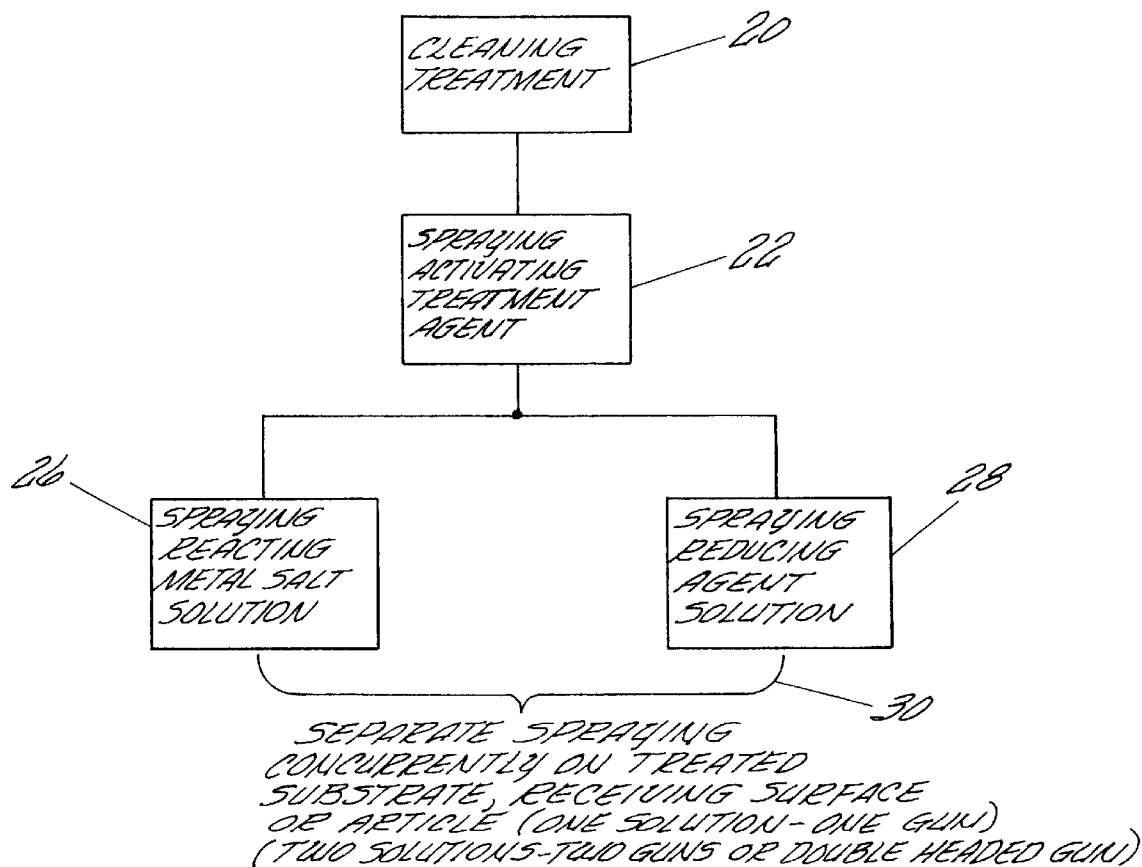 CLEANING
TREATMENT
20
SPRAYING
ACTIVATING
TREATMENT
AGENT
22
26
SPRAYING
REACTING
METAL SALT
SOLUTION
28
SPRAYING
REDUCING
AGENT
SOLUTION
30
SEPARATE SPRAYING
CONCURRENTLY ON TREATED
SUBSTRATE, RECEIVING SURFACE
OR ARTICLE (ONE SOLUTION-ONE GUN)
(TWO SOLUTIONS-TWO GUNS OR DOUBLE HEADED GUN)